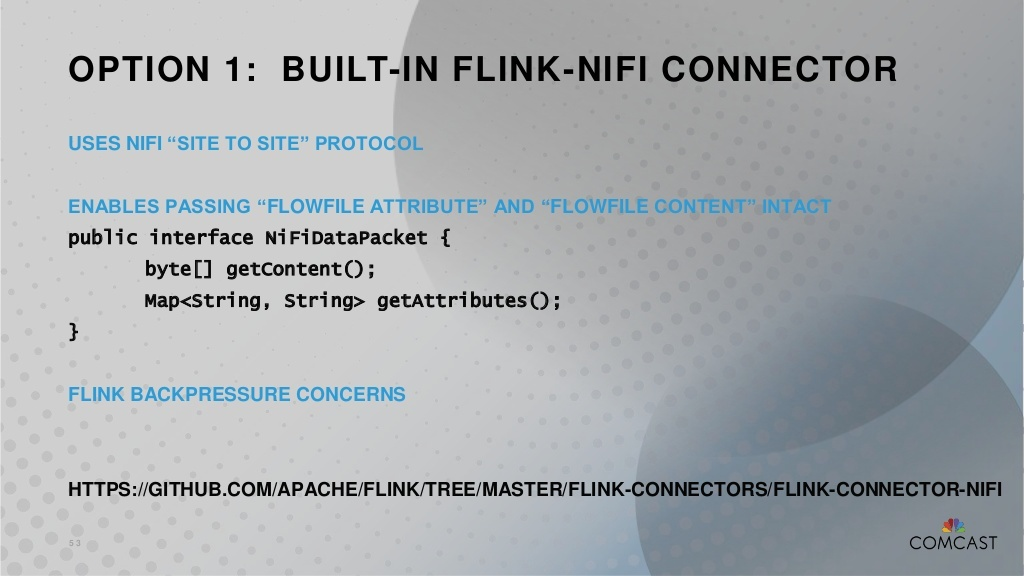 OPTION 1: BUILT-IN FLINK-NIFI CONNECTOR
USES NIFI “SITE TO SITE” PROTOCOL
ENABLES PASSING “FLOWFILE ATTRIBUTE” AND “FLOWFILE CONTENT” INTACT
public interface NiFiDataPacket {
byte[] getContent();
Map<String, String> getAttributes();
}
FLINK BACKPRESSURE CONCERNS
HTTPS://GITHUB.COM/APACHE/FLINK/TREE/MASTER/FLINK-CONNECTORS/FLINK-CONNECTOR-NIFI
53
COMCAST